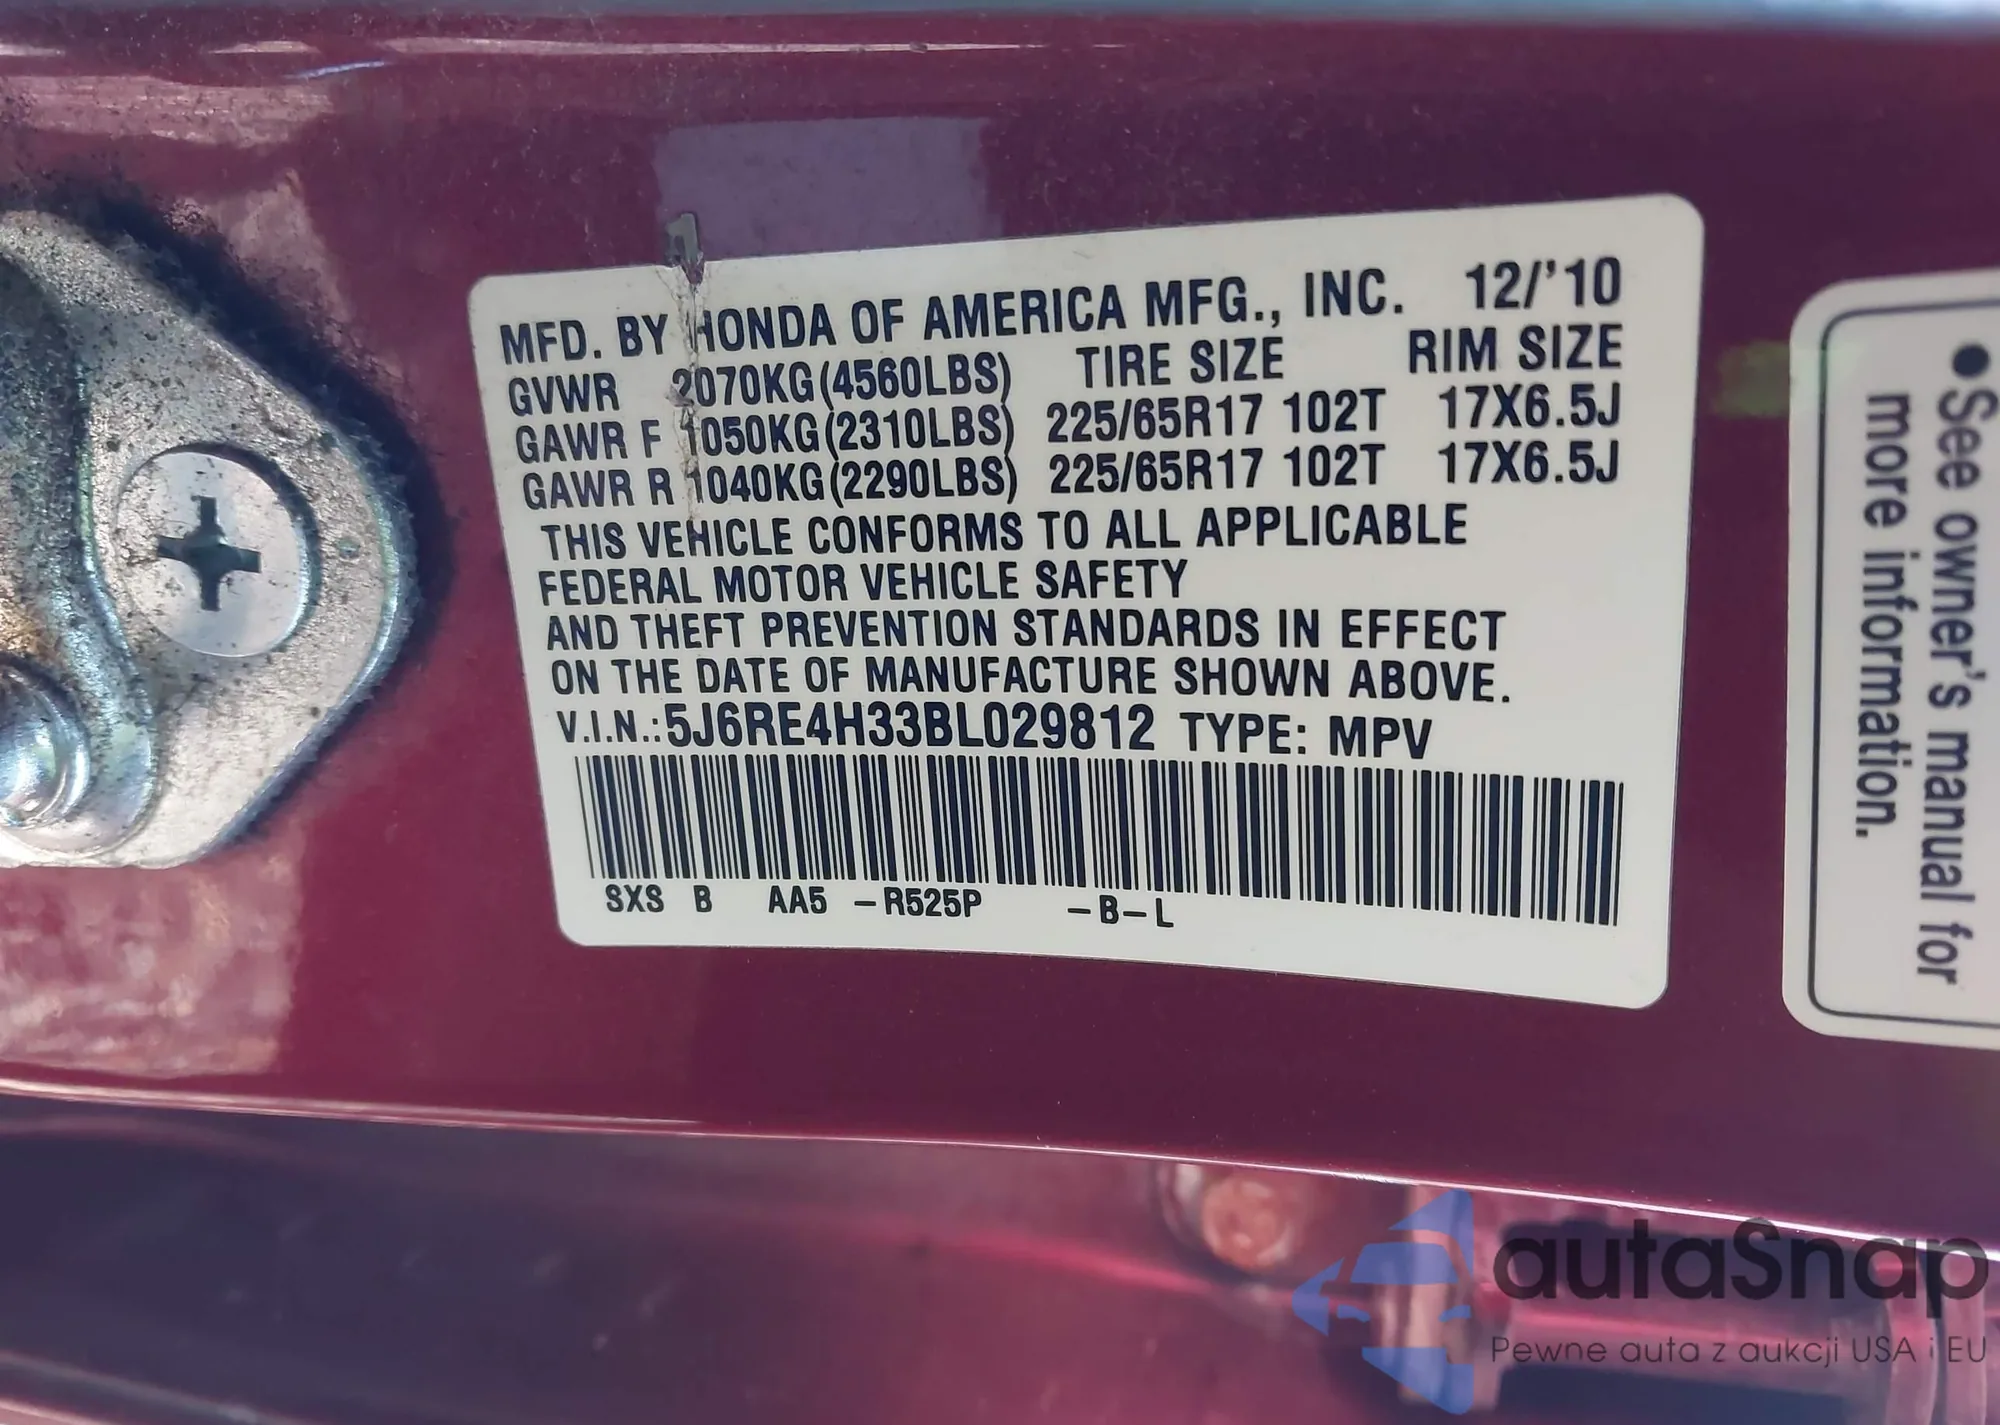 MFD. BY HONDA OF AMERICA MFG., INC. 12/'10
GVWR 2070KG(4560LBS) TIRE SIZE RIM SIZE
GAWR F 1050KG(2310LBS) 225/65R17 102T 17X6.5J
GAWR R 1040KG(2290LBS) 225/65R17 102T 17X6.5J
THIS VEHICLE CONFORMS TO ALL APPLICABLE
FEDERAL MOTOR VEHICLE SAFETY
AND THEFT PREVENTION STANDARDS IN EFFECT
ON THE DATE OF MANUFACTURE SHOWN ABOVE.
V.I.N.:5J6RE4H33BL029812 TYPE: MPV
SXS B AA5 -R525P -B-L
•See owner's manual for
more information.
autaSnap
Pewne auta z aukcji USA i EU